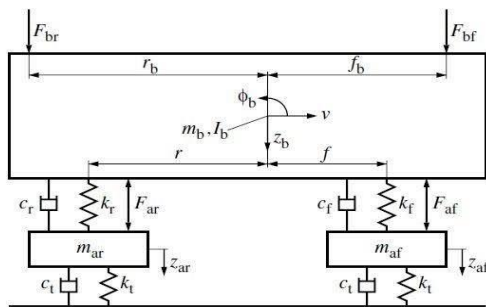 F_br F_bf
r_b f_b
ϕ_b
v
m_b, I_b z_b
r f
c_r k_r F_ar c_f k_f F_af
m_ar m_af
z_ar z_af
c_t k_t c_t k_t